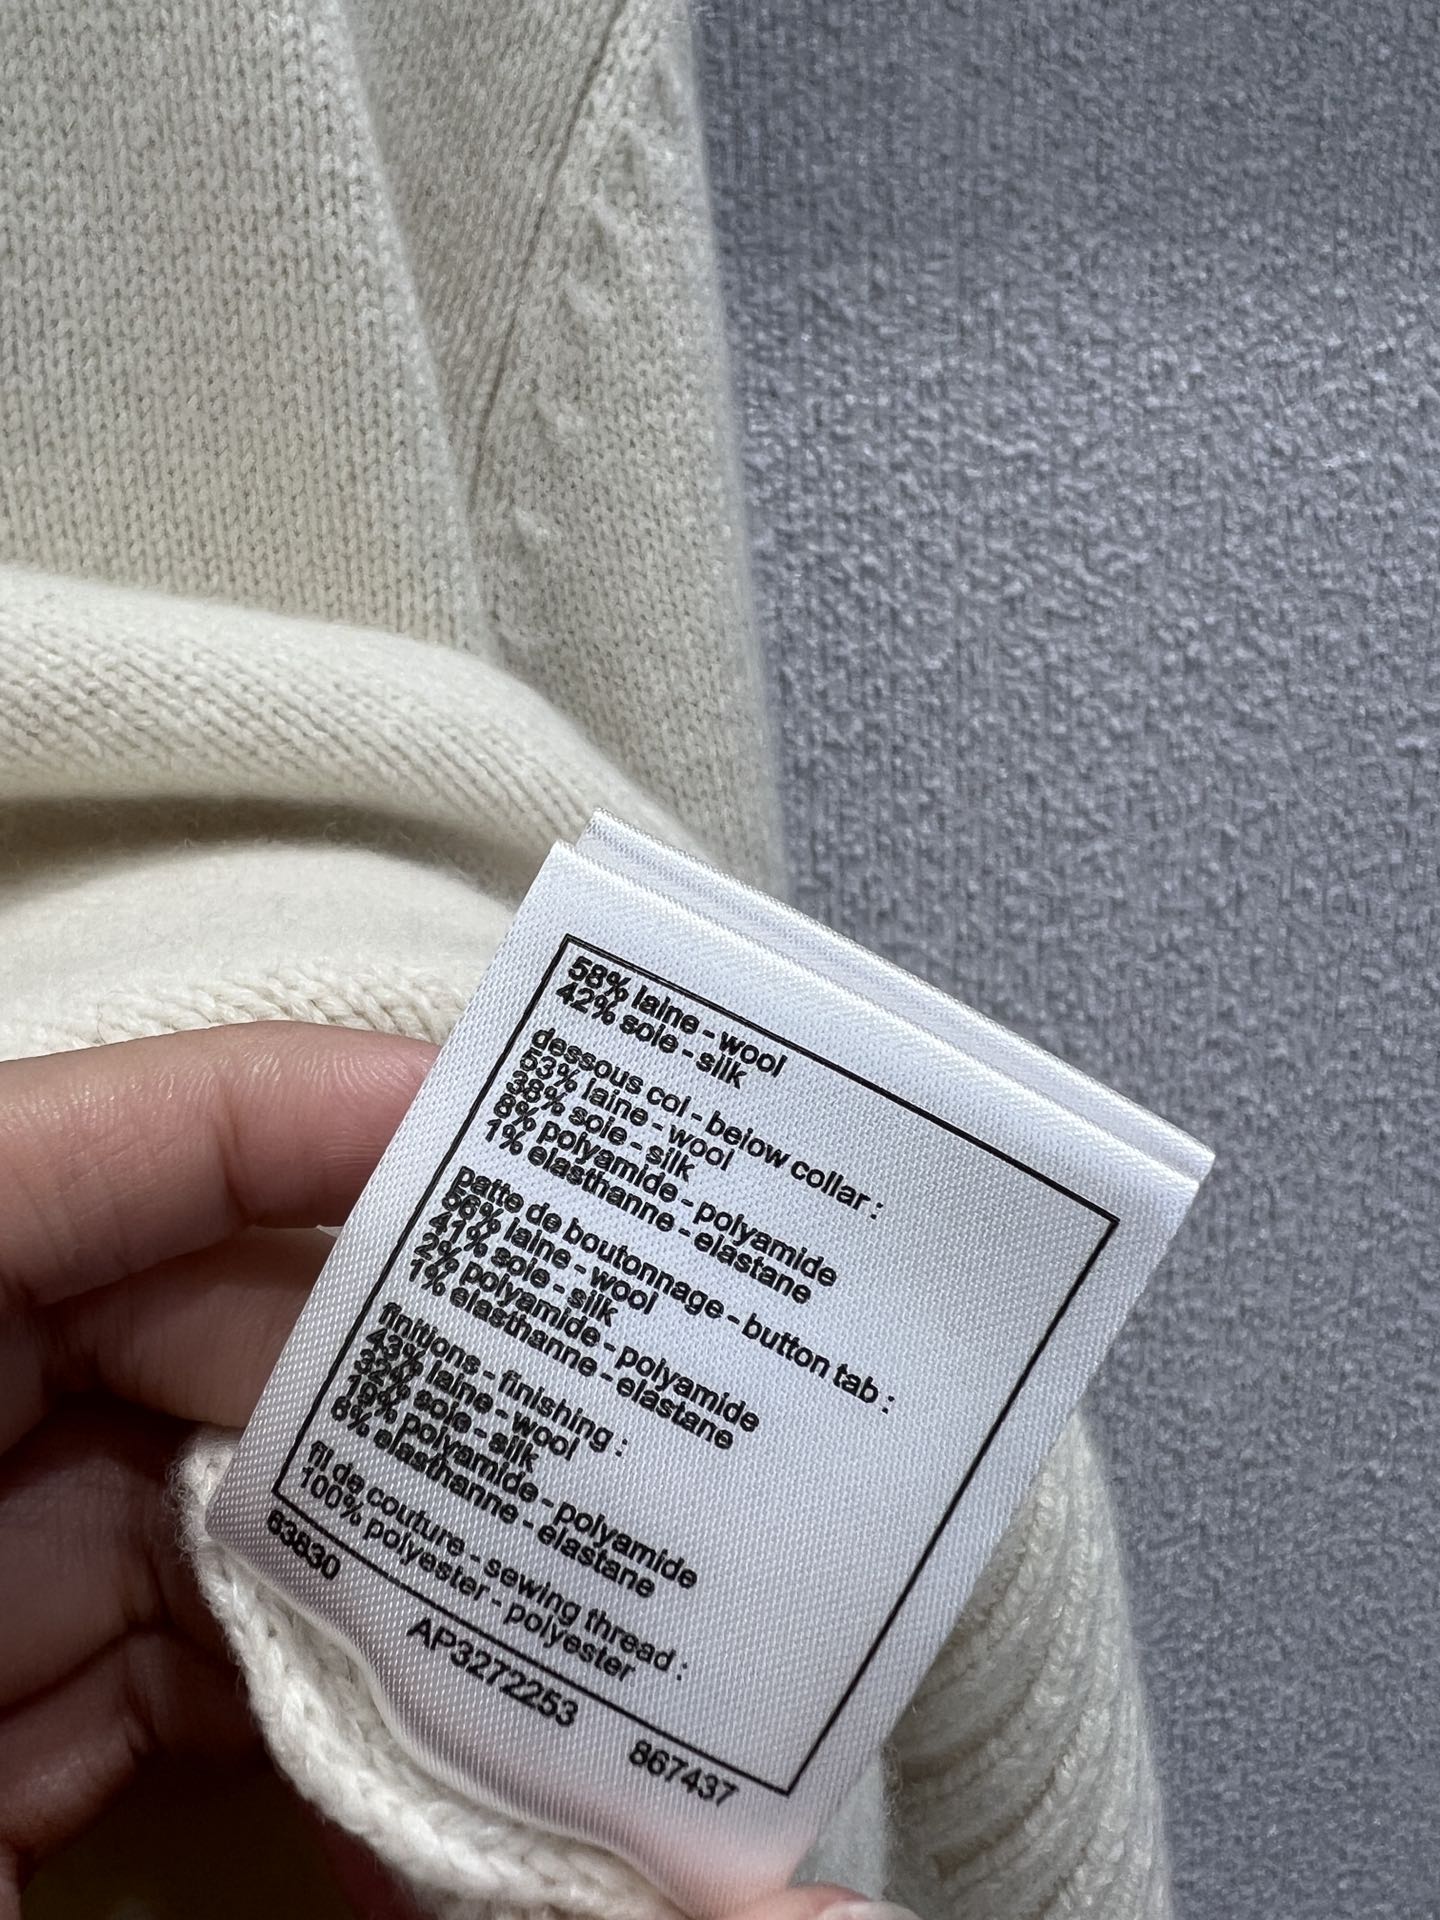 58% laine - wool
42% soie - silk
dessous col - below collar :
53% laine - wool
38% soie - silk
8% polyamide - polyamide
1% elasthanne - elastane
patte de boutonnage - button tab :
56% laine - wool
41% soie - silk
2% polyamide - polyamide
1% elasthanne - elastane
finitions - finishing :
43% laine - wool
32% soie - silk
19% polyamide - polyamide
6% elasthanne - elastane
fil de couture - sewing thread :
100% polyester - polyester
63830 AP3272253 867437